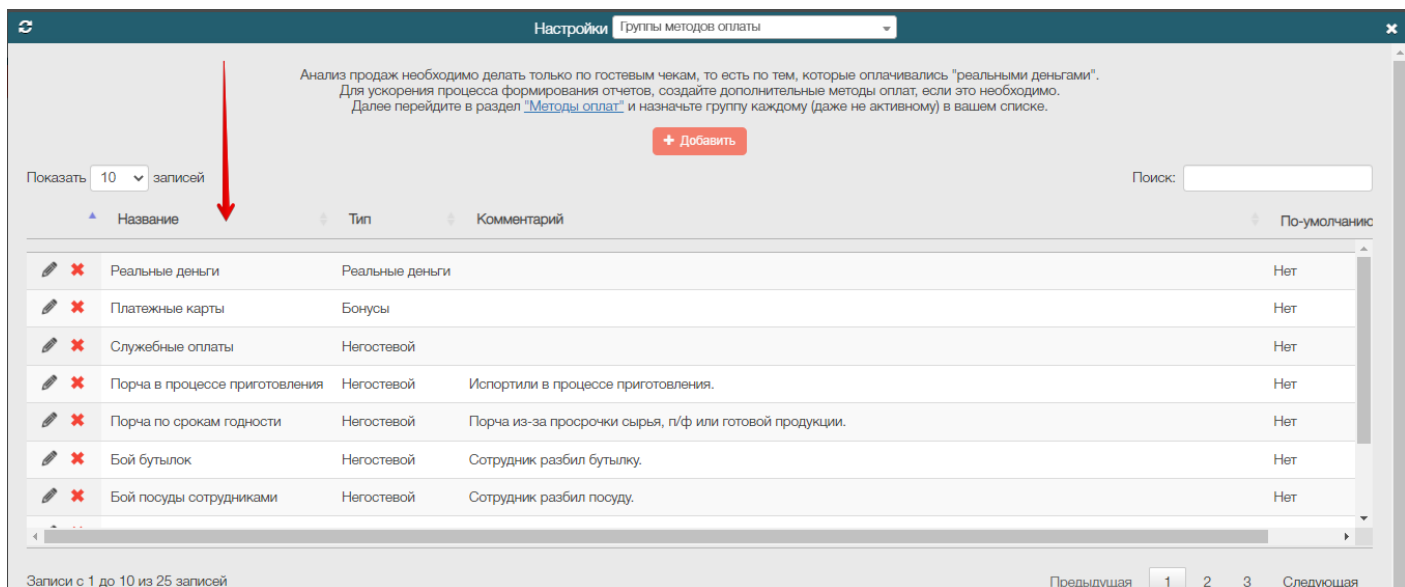 Настройки Группы методов оплаты
Анализ продаж необходимо делать только по гостевым чекам, то есть по тем, которые оплачивались "реальными деньгами".
Для ускорения процесса формирования отчетов, создайте дополнительные методы оплат, если это необходимо.
Далее перейдите в раздел "Методы оплат" и назначьте группу каждому (даже не активному) в вашем списке.
+ Добавить
Показать 10 записей Поиск:
Название Тип Комментарий По-умолчанию
Реальные деньги Реальные деньги Нет
Платежные карты Бонусы Нет
Служебные оплаты Негостевой Нет
Порча в процессе приготовления Негостевой Испортили в процессе приготовления. Нет
Порча по срокам годности Негостевой Порча из-за просрочки сырья, п/ф или готовой продукции. Нет
Бой бутылок Негостевой Сотрудник разбил бутылку. Нет
Бой посуды сотрудниками Негостевой Сотрудник разбил посуду. Нет
Записи с 1 до 10 из 25 записей Предыдущая 1 2 3 Следующая